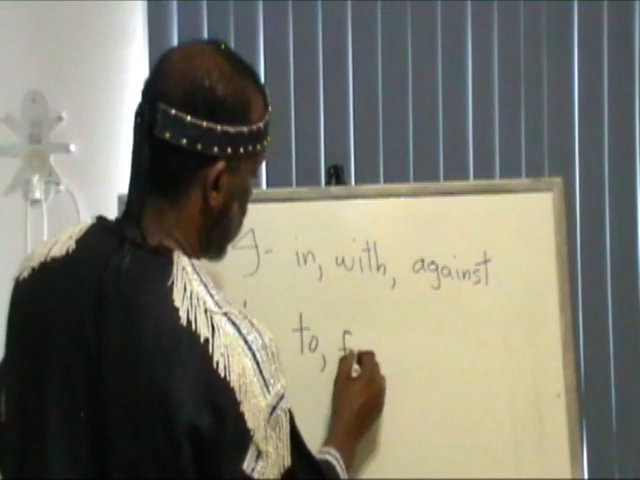 in, with, against
to,